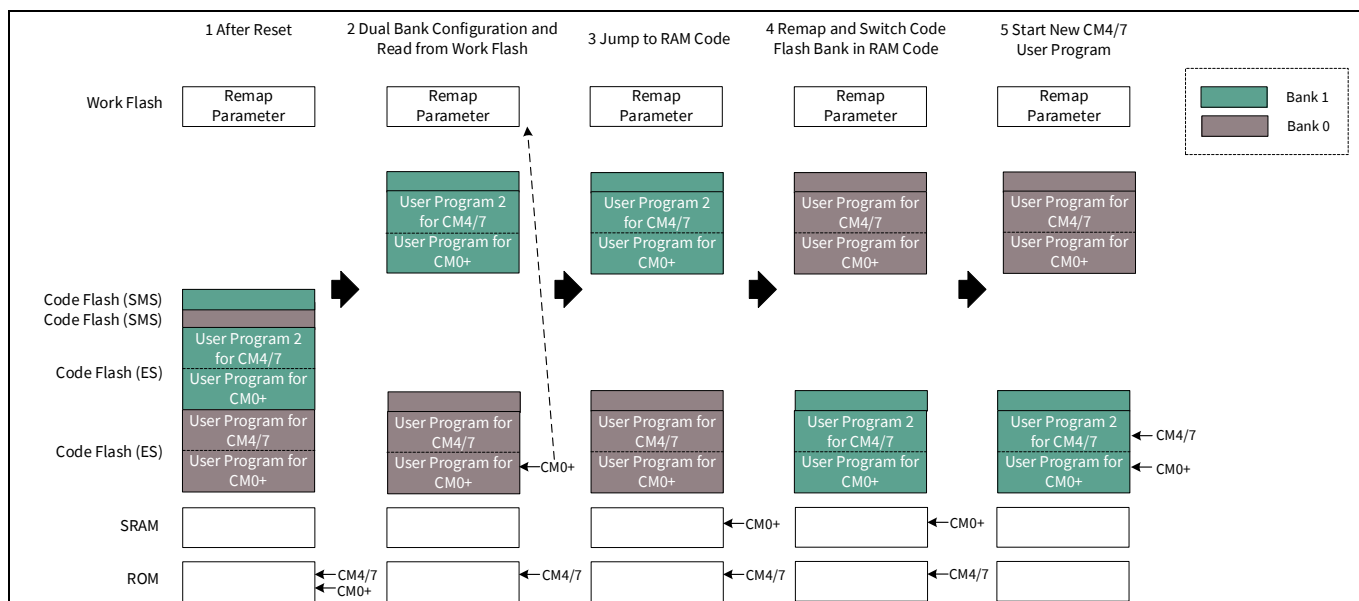 1 After Reset
2 Dual Bank Configuration and
Read from Work Flash
3 Jump to RAM Code
4 Remap and Switch Code
Flash Bank in RAM Code
5 Start New CM4/7
User Program
Work Flash
Remap
Parameter
Remap
Parameter
Remap
Parameter
Remap
Parameter
Remap
Parameter
Bank 1
Bank 0
User Program 2
for CM4/7
User Program for
CM0+
User Program 2
for CM4/7
User Program for
CM0+
User Program for
CM4/7
User Program for
CM0+
User Program for
CM4/7
User Program for
CM0+
Code Flash (SMS)
Code Flash (SMS)
Code Flash (ES)
Code Flash (ES)
User Program 2
for CM4/7
User Program for
CM0+
User Program for
CM4/7
User Program for
CM0+
User Program for
CM4/7
User Program for
CM0+
CM0+
User Program for
CM4/7
User Program for
CM0+
User Program 2
for CM4/7
User Program for
CM0+
User Program 2
for CM4/7
User Program for
CM0+
CM4/7
CM0+
SRAM
CM0+
CM0+
ROM
CM4/7
CM0+
CM4/7
CM4/7
CM4/7